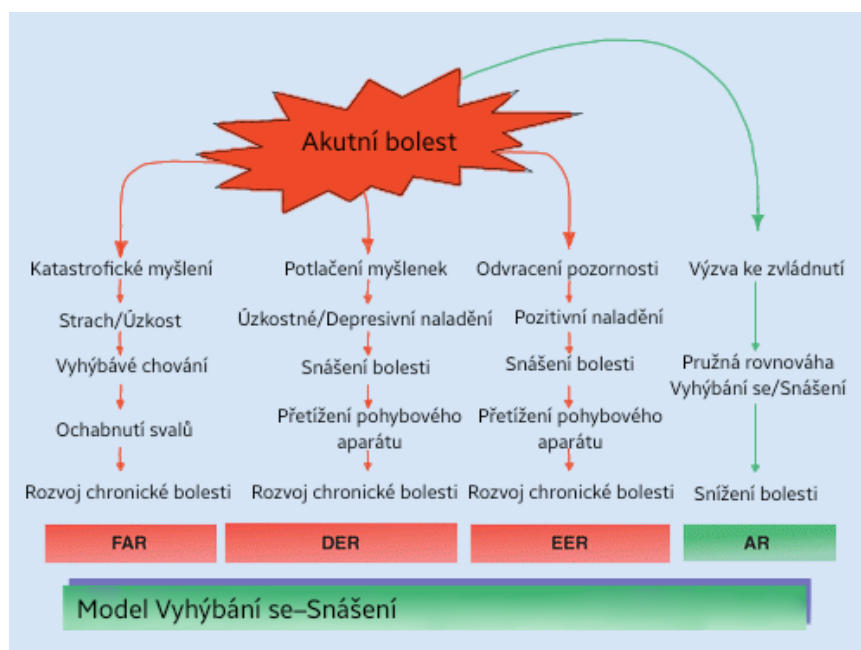 Akutní bolest
Katastrofické myšlení
Strach/Úzkost
Vyhýbávé chování
Ochabnutí svalů
Rozvoj chronické bolesti
FAR
Potlačení myšlenek
Úzkostné/Depresivní naladění
Snášení bolesti
Přetížení pohybového
aparátu
Rozvoj chronické bolesti
DER
Odvracení pozornosti
Pozitivní naladění
Snášení bolesti
Přetížení pohybového
aparátu
Rozvoj chronické bolesti
EER
Výzva ke zvládnutí
Pružná rovnováha
Vyhýbání se/Snášení
Snížení bolesti
AR
Model Vyhýbání se–Snášení